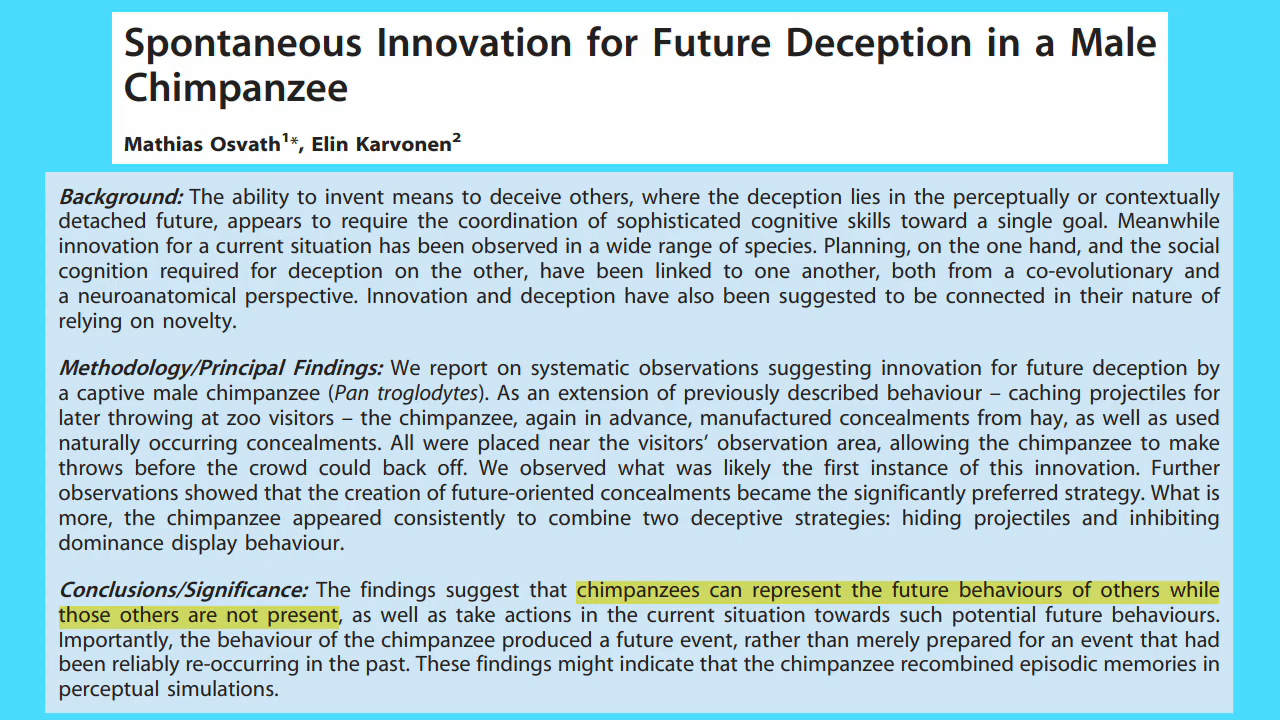 Spontaneous Innovation for Future Deception in a Male
Chimpanzee
Mathias Osvath1*, Elin Karvonen2
Background: The ability to invent means to deceive others, where the deception lies in the perceptually or contextually
detached future, appears to require the coordination of sophisticated cognitive skills toward a single goal. Meanwhile
innovation for a current situation has been observed in a wide range of species. Planning, on the one hand, and the social
cognition required for deception on the other, have been linked to one another, both from a co-evolutionary and
a neuroanatomical perspective. Innovation and deception have also been suggested to be connected in their nature of
relying on novelty.
Methodology/Principal Findings: We report on systematic observations suggesting innovation for future deception by
a captive male chimpanzee (Pan troglodytes). As an extension of previously described behaviour – caching projectiles for
later throwing at zoo visitors – the chimpanzee, again in advance, manufactured concealments from hay, as well as used
naturally occurring concealments. All were placed near the visitors’ observation area, allowing the chimpanzee to make
throws before the crowd could back off. We observed what was likely the first instance of this innovation. Further
observations showed that the creation of future-oriented concealments became the significantly preferred strategy. What is
more, the chimpanzee appeared consistently to combine two deceptive strategies: hiding projectiles and inhibiting
dominance display behaviour.
Conclusions/Significance: The findings suggest that chimpanzees can represent the future behaviours of others while
those others are not present, as well as take actions in the current situation towards such potential future behaviours.
Importantly, the behaviour of the chimpanzee produced a future event, rather than merely prepared for an event that had
been reliably re-occurring in the past. These findings might indicate that the chimpanzee recombined episodic memories in
perceptual simulations.